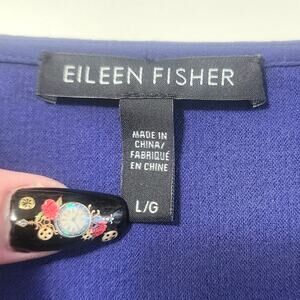 EILEEN FISHER
MADE IN
CHINA/
FABRIQUÉ
EN CHINE
L/G